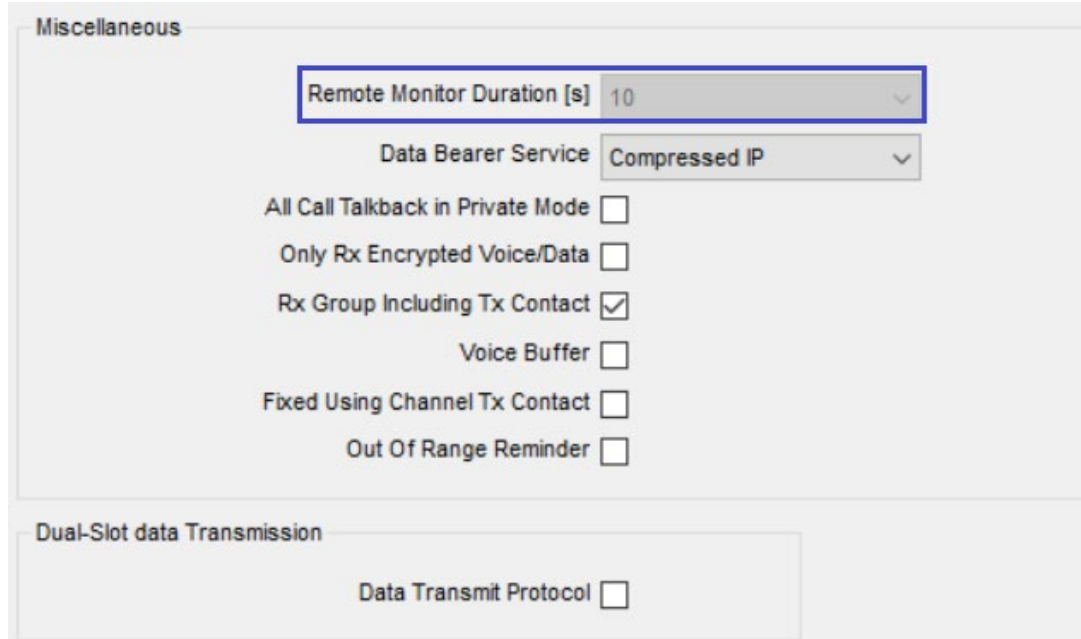 Miscellaneous
Remote Monitor Duration [s] 10
Data Bearer Service Compressed IP
All Call Talkback in Private Mode
Only Rx Encrypted Voice/Data
Rx Group Including Tx Contact
Voice Buffer
Fixed Using Channel Tx Contact
Out Of Range Reminder
Dual-Slot data Transmission
Data Transmit Protocol